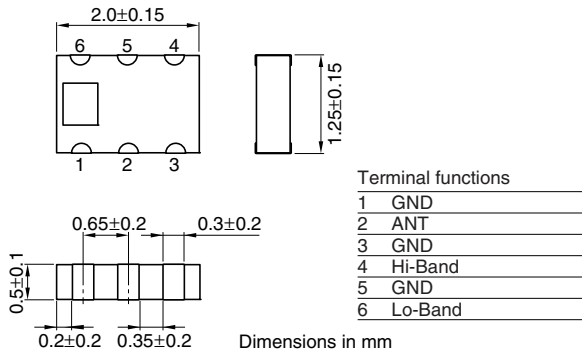 2.0±0.15
6 5 4
1.25±0.15
1 2 3
0.65±0.2 0.3±0.2
0.5±0.1
0.2±0.2 0.35±0.2 Dimensions in mm
Terminal functions
1 GND
2 ANT
3 GND
4 Hi-Band
5 GND
6 Lo-Band